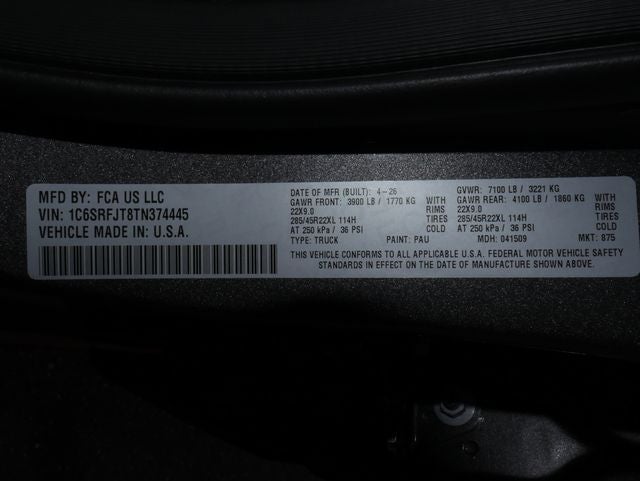 MFD BY: FCA US LLC
VIN: 1C6SRFJT8TN374445
VEHICLE MADE IN: U.S.A.
DATE OF MFR (BUILT): 4-26 GVWR: 7100 LB / 3221 KG
GAWR FRONT: 3900 LB / 1770 KG WITH GAWR REAR: 4100 LB / 1860 KG WITH
22X9.0 RIMS 22X9.0 RIMS
285/45R22XL 114H TIRES 285/45R22XL 114H TIRES
AT 250 kPa / 36 PSI AT 250 kPa / 36 PSI
TYPE: TRUCK PAINT: PAU MDH: 041509 MKT: 875
THIS VEHICLE CONFORMS TO ALL APPLICABLE U.S.A. FEDERAL MOTOR VEHICLE SAFETY
STANDARDS IN EFFECT ON THE DATE OF MANUFACTURE SHOWN ABOVE.